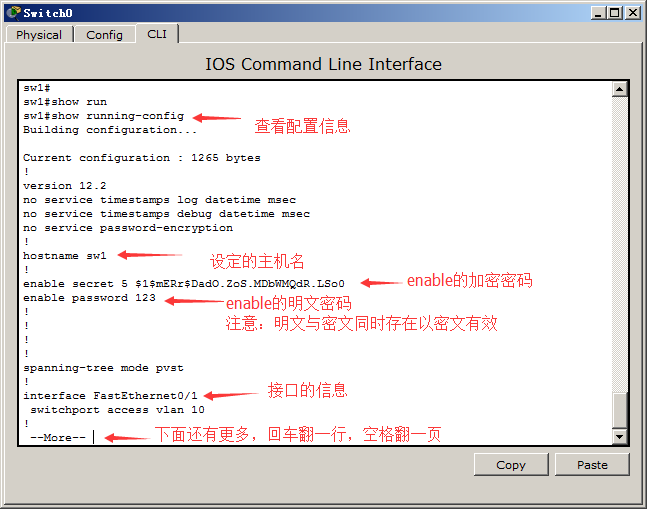 Switch0
Physical Config CLI
IOS Command Line Interface
sw1#
sw1#show run
sw1#show running-config
查看配置信息
Building configuration...
Current configuration : 1265 bytes
!
version 12.2
no service timestamps log datetime msec
no service timestamps debug datetime msec
no service password-encryption
!
hostname sw1
设定的主机名
!
enable secret 5 $1$mERr$DadO.ZoS.MDbWMQdR.LSo0
enable的加密密码
enable password 123
enable的明文密码
!
注意：明文与密文同时存在以密文有效
!
!
!
spanning-tree mode pvst
!
interface FastEthernet0/1
接口的信息
switchport access vlan 10
!
--More--
下面还有更多，回车翻一行，空格翻一页
Copy Paste